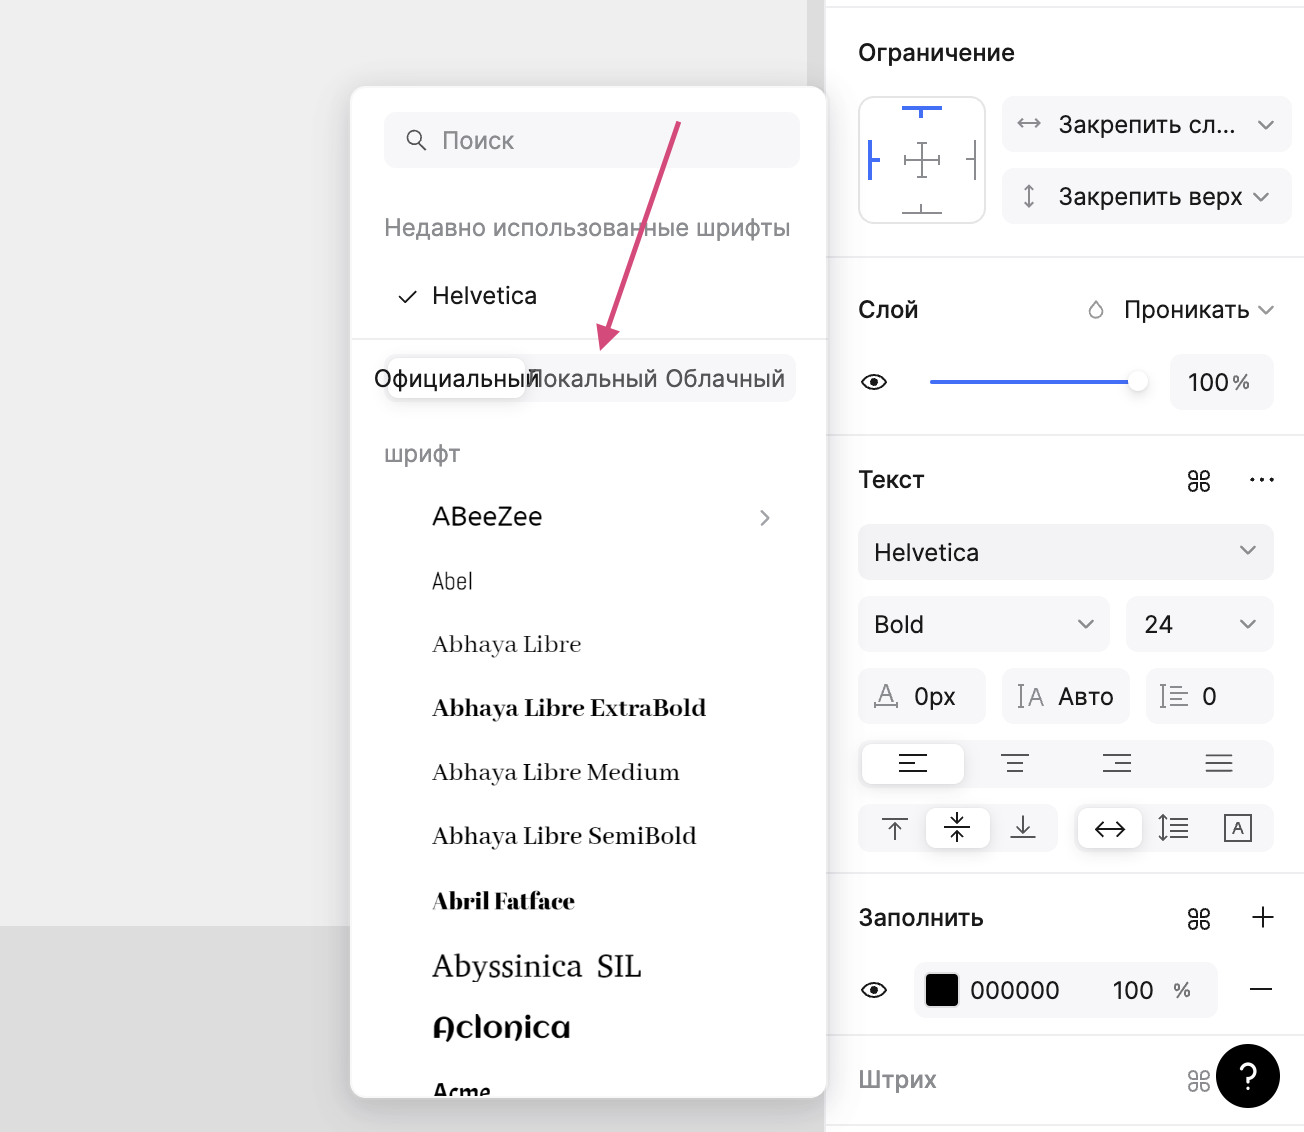 Поиск
Недавно использованные шрифты
Helvetica
Официальный Локальный Облачный
шрифт
ABeeZee
Abel
Abhaya Libre
Abhaya Libre ExtraBold
Abhaya Libre Medium
Abhaya Libre SemiBold
Abril Fatface
Abyssinica SIL
Aclonica
Acme
Ограничение
Закрепить сл...
Закрепить верх
Слой
Проникать
100 %
Текст
Helvetica
Bold
24
0px
Авто
0
A
Заполнить
000000 100 %
Штрих
?